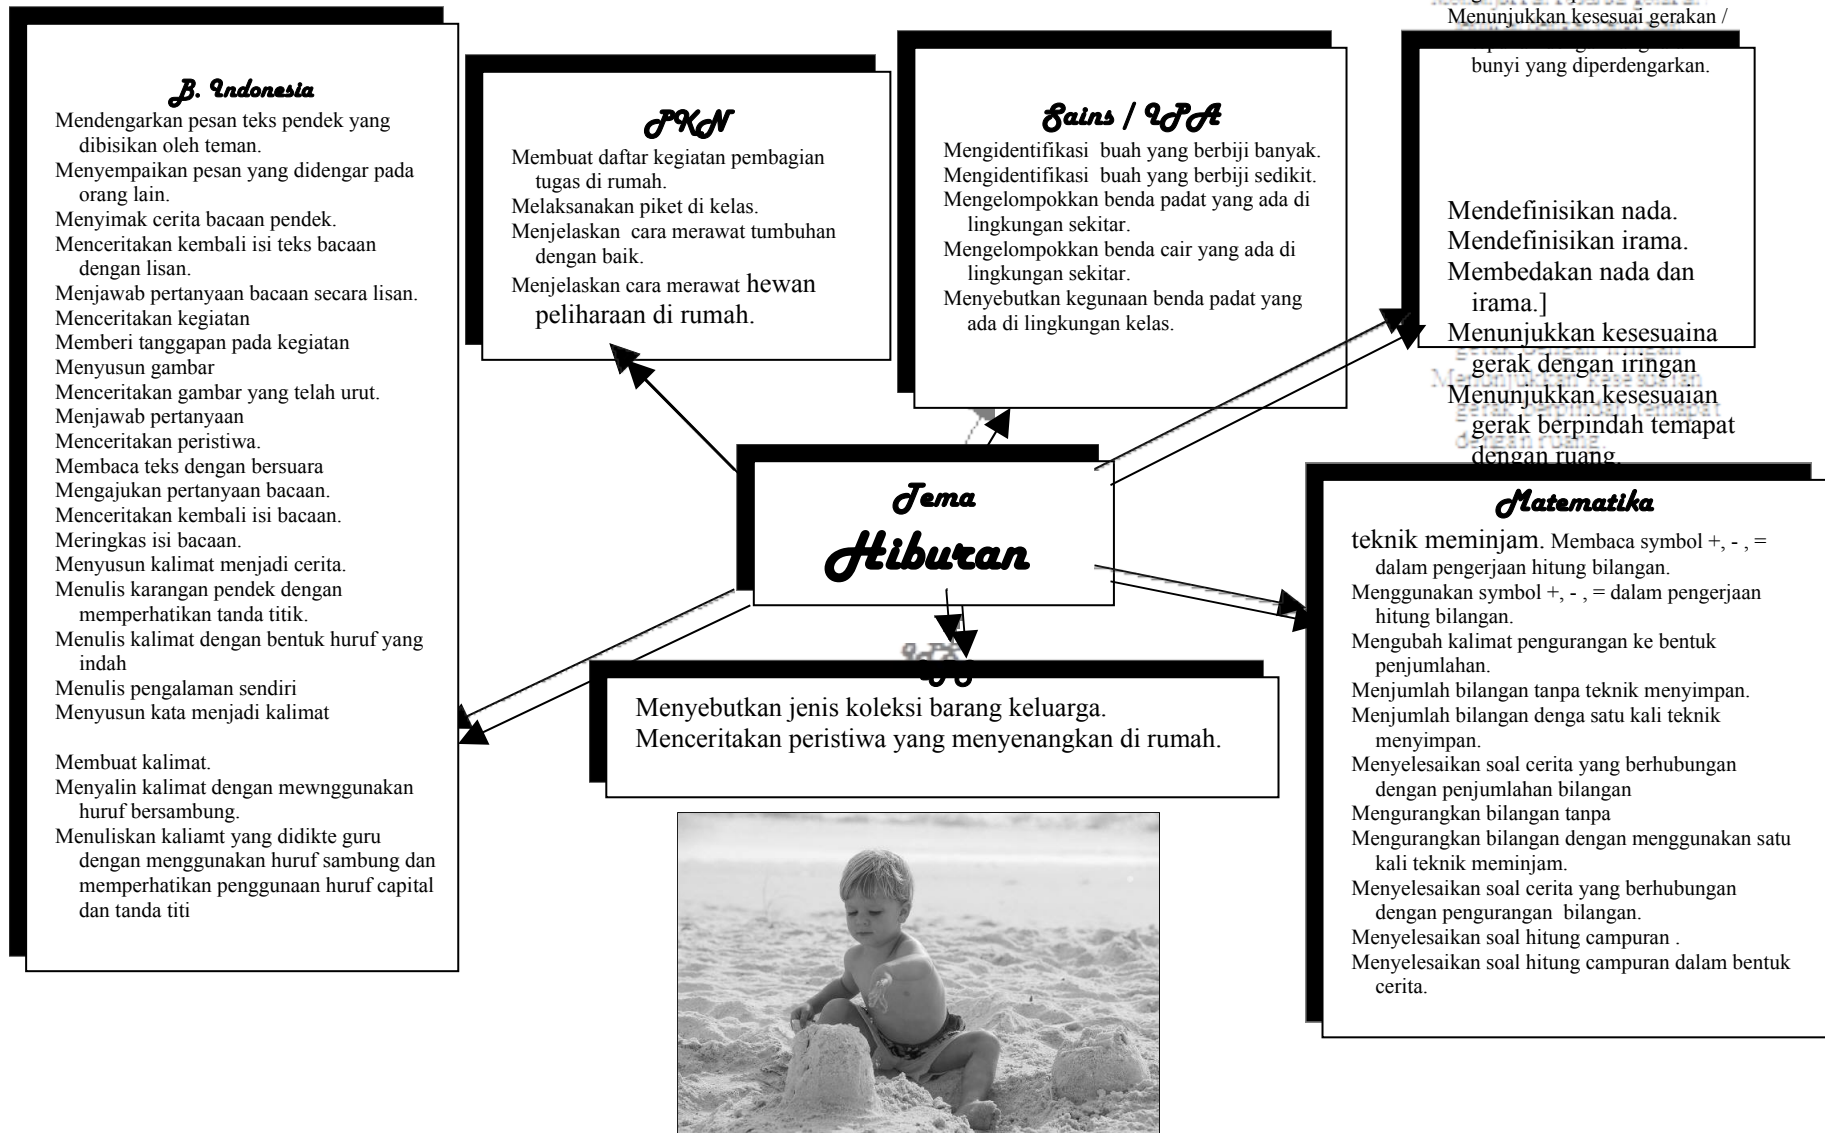 B. Indonesia
Mendengarkan pesan teks pendek yang
dibisikan oleh teman.
Menyempaikan pesan yang didengar pada
orang lain.
Menyimak cerita bacaan pendek.
Menceritakan kembali isi teks bacaan
dengan lisan.
Menjawab pertanyaan bacaan secara lisan.
Menceritakan kegiatan
Memberi tanggapan pada kegiatan
Menyusun gambar
Menceritakan gambar yang telah urut.
Menjawab pertanyaan
Menceritakan peristiwa.
Membaca teks dengan bersuara
Mengajukan pertanyaan bacaan.
Menceritakan kembali isi bacaan.
Meringkas isi bacaan.
Menyusun kalimat menjadi cerita.
Menulis karangan pendek dengan
memperhatikan tanda titik.
Menulis kalimat dengan bentuk huruf yang
indah
Menulis pengalaman sendiri
Menyusun kata menjadi kalimat
Membuat kalimat.
Menyalin kalimat dengan mewnggunakan
huruf bersambung.
Menuliskan kaliamt yang didikte guru
dengan menggunakan huruf sambung dan
memperhatikan penggunaan huruf capital
dan tanda titi
PKN
Membuat daftar kegiatan pembagian
tugas di rumah.
Melaksanakan piket di kelas.
Menjelaskan cara merawat tumbuhan
dengan baik.
Menjelaskan cara merawat hewan
peliharaan di rumah.
Sains / IPA
Mengidentifikasi buah yang berbiji banyak.
Mengidentifikasi buah yang berbiji sedikit.
Mengelompokkan benda padat yang ada di
lingkungan sekitar.
Mengelompokkan benda cair yang ada di
lingkungan sekitar.
Menyebutkan kegunaan benda padat yang
ada di lingkungan kelas.
Menunjukkan kesesuai gerakan /
bunyi yang diperdengarkan.
Mendefinisikan nada.
Mendefinisikan irama.
Membedakan nada dan
irama.]
Menunjukkan kesesuaina
gerak dengan iringan
Menunjukkan kesesuaian
gerak berpindah temapat
dengan ruang.
Tema
Hiburan
IPS
Menyebutkan jenis koleksi barang keluarga.
Menceritakan peristiwa yang menyenangkan di rumah.
Matematika
teknik meminjam. Membaca symbol +, - , =
dalam pengerjaan hitung bilangan.
Menggunakan symbol +, - , = dalam pengerjaan
hitung bilangan.
Mengubah kalimat pengurangan ke bentuk
penjumlahan.
Menjumlah bilangan tanpa teknik menyimpan.
Menjumlah bilangan denga satu kali teknik
menyimpan.
Menyelesaikan soal cerita yang berhubungan
dengan penjumlahan bilangan
Mengurangkan bilangan tanpa
Mengurangkan bilangan dengan menggunakan satu
kali teknik meminjam.
Menyelesaikan soal cerita yang berhubungan
dengan pengurangan bilangan.
Menyelesaikan soal hitung campuran .
Menyelesaikan soal hitung campuran dalam bentuk
cerita.